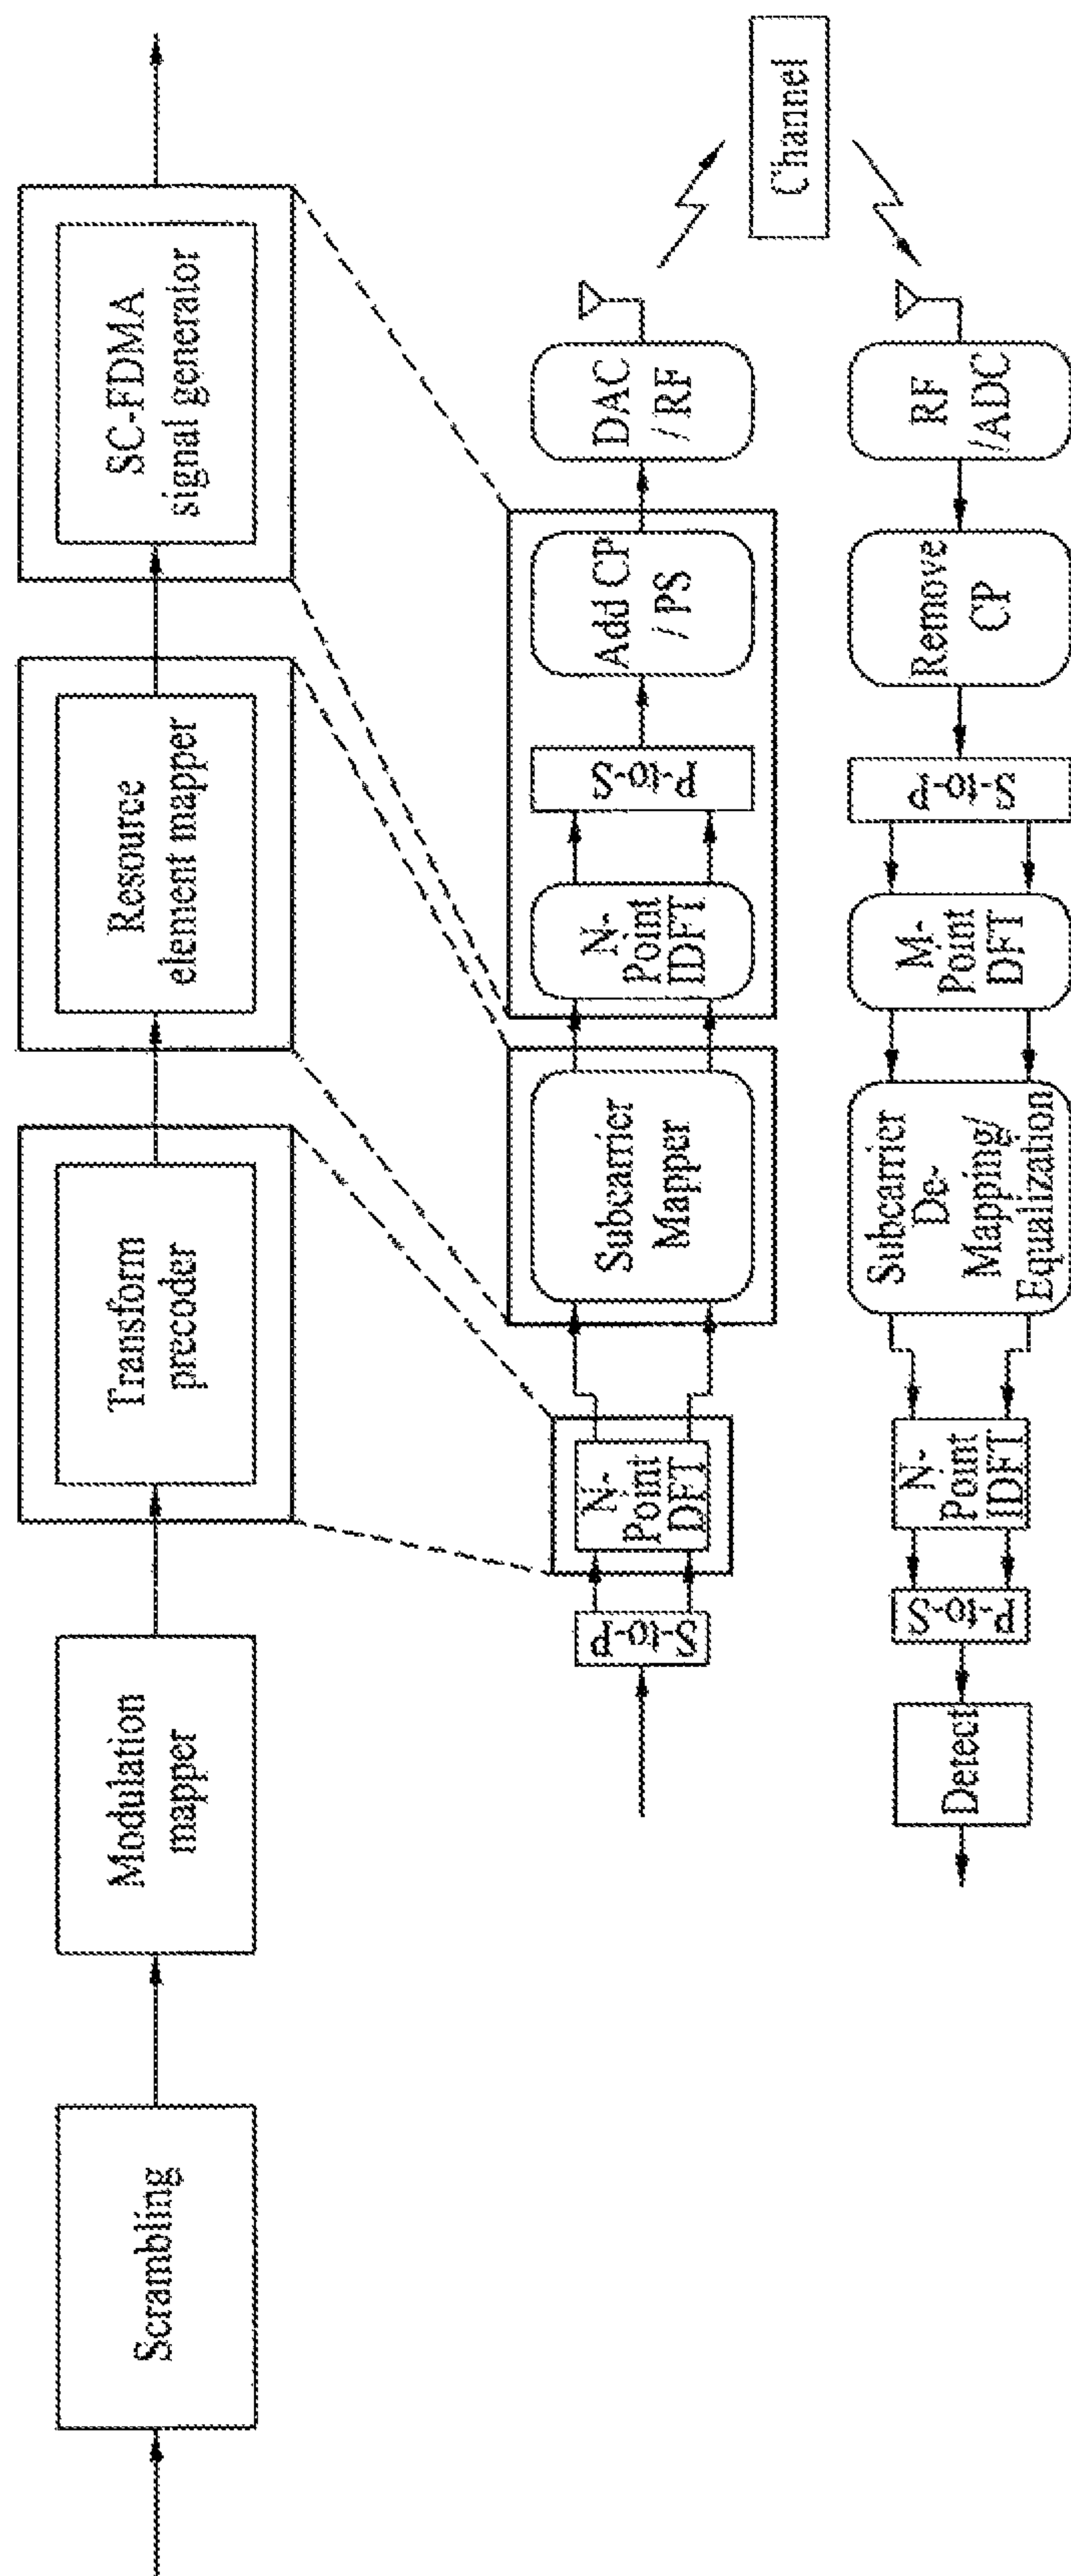 Scrambling
Modulation
mapper
Transform
precoder
Resource
element mapper
SC-FDMA
signal generator
S-to-P
N-
Point
DFT
Subcarrier
Mapper
N-
Point
IDFT
P-to-S
Add CP
/ PS
DAC
/ RF
Channel
Detect
P-to-S
N-
Point
IDFT
Subcarrier
De-
Mapping/
Equalization
M-
Point
DFT
S-to-P
Remove
CP
RF
/ADC